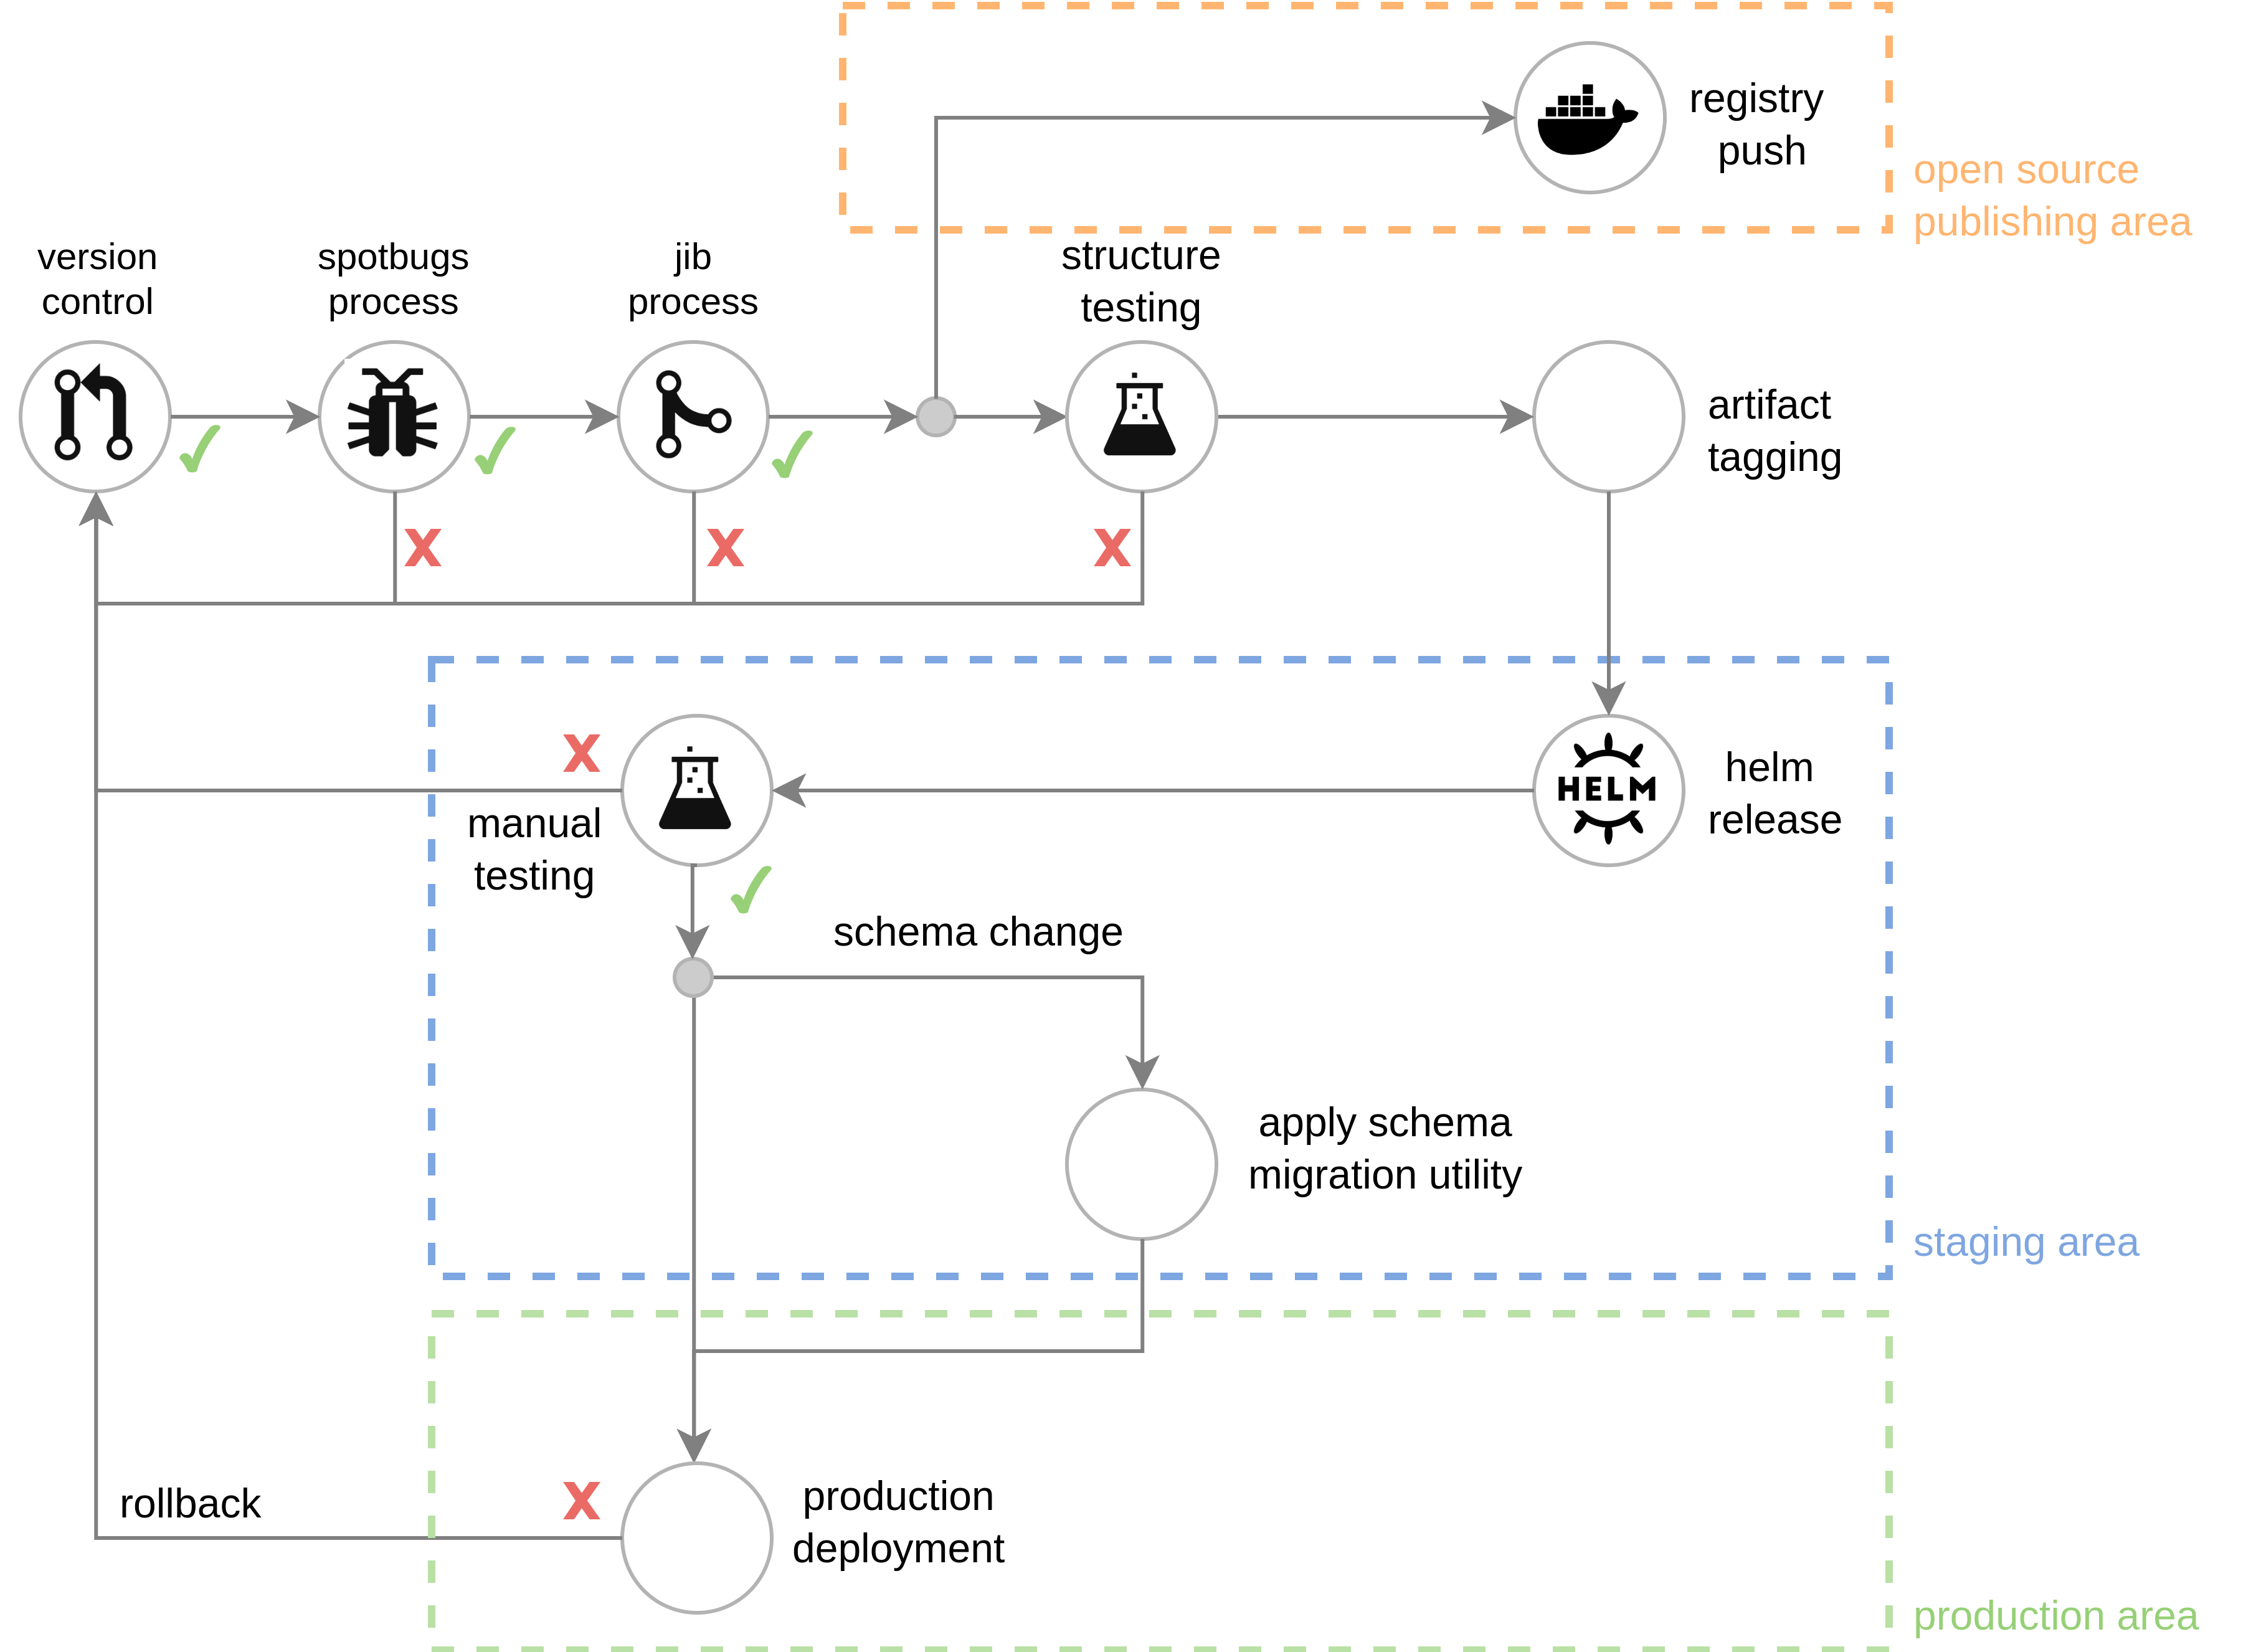 registry
push
open source
publishing area
version
control
spotbugs
process
jib
process
structure
testing
artifact
tagging
x
x
x
x
manual
testing
HELM
helm
release
schema change
apply schema
migration utility
staging area
rollback
x
production
deployment
production area